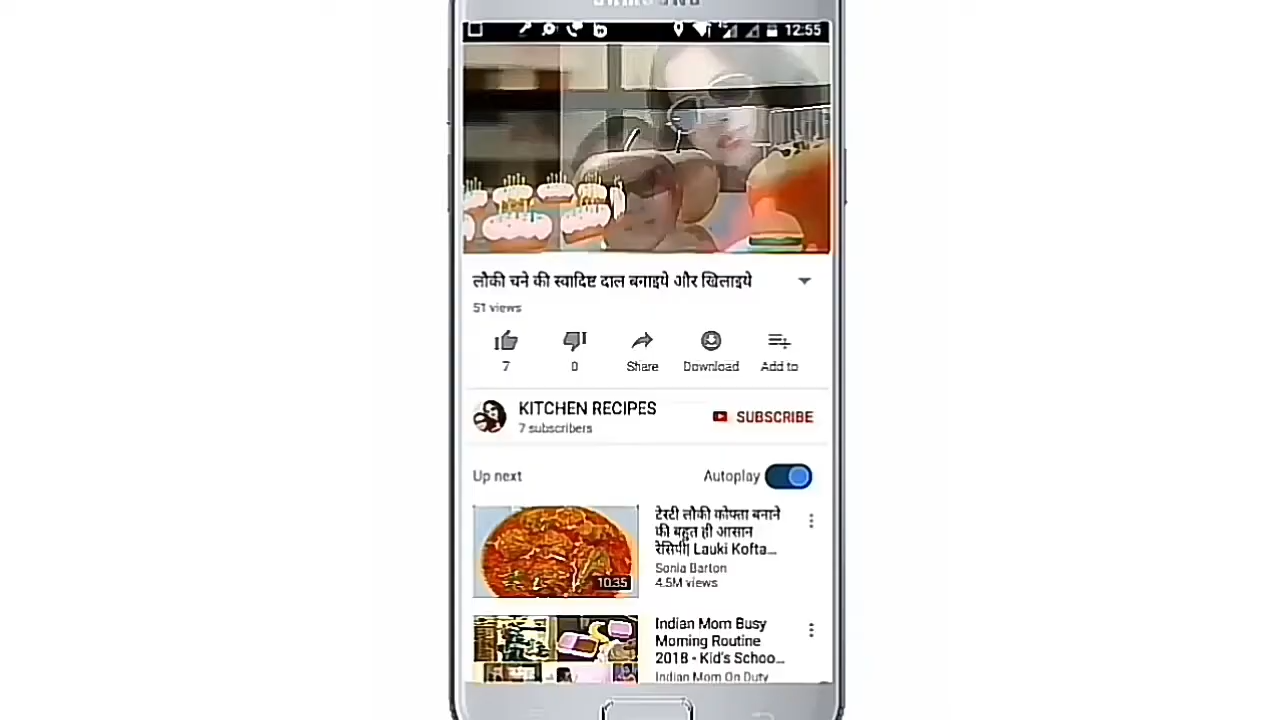 SAMSUNG
12:55
लौकी चने की स्वादिष्ट दाल बनाइये और खिलाइये
51 views
7
0
Share
Download
Add to
KITCHEN RECIPES
7 subscribers
SUBSCRIBE
Up next
Autoplay
टेस्टी लौकी कोफ्ता बनाने
की बहुत ही आसान
रेसिपी| Lauki Kofta...
Sonia Barton
4.5M views
10:35
Indian Mom Busy
Morning Routine
2018 - Kid's Schoo...
Indian Mom On Duty